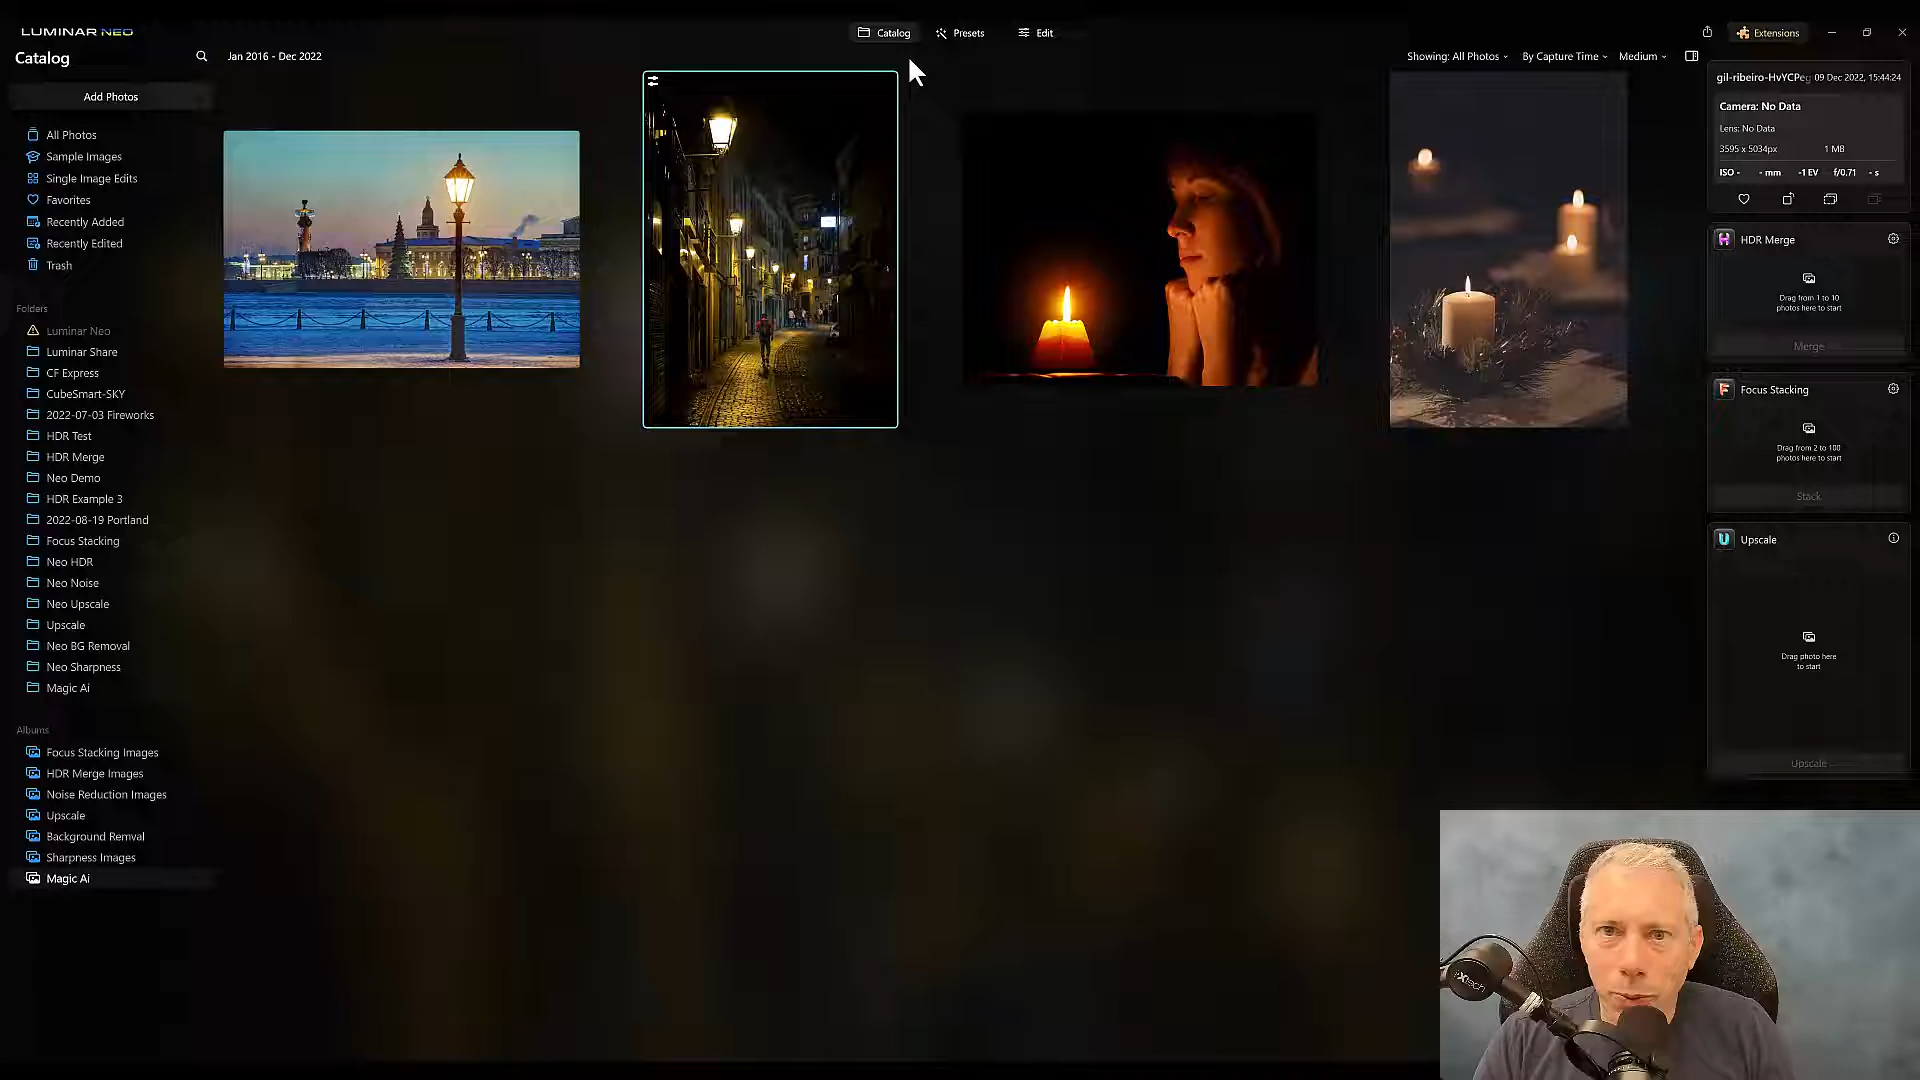 LUMINAR NEO
Catalog
Presets
Edit
Extensions
Catalog
Jan 2016 - Dec 2022
Showing: All Photos
By Capture Time
Medium
Add Photos
All Photos
Sample Images
Single Image Edits
Favorites
Recently Added
Recently Edited
Trash
Folders
Luminar Neo
Luminar Share
CF Express
CubeSmart-SKY
2022-07-03 Fireworks
HDR Test
HDR Merge
Neo Demo
HDR Example 3
2022-08-19 Portland
Focus Stacking
Neo HDR
Neo Noise
Neo Upscale
Upscale
Neo BG Removal
Neo Sharpness
Magic Ai
Albums
Focus Stacking Images
HDR Merge Images
Noise Reduction Images
Upscale
Background Remval
Sharpness Images
Magic Ai
gil-ribeiro-HvYCPeg 09 Dec 2022, 15:44:24
Camera: No Data
Lens: No Data
3595 x 5034px 1 MB
ISO - - mm -1 EV f/0.71 - s
HDR Merge
Drag from 1 to 10
photos here to start
Merge
Focus Stacking
Drag from 2 to 100
photos here to start
Stack
Upscale
Drag photo here
to start
Upscale